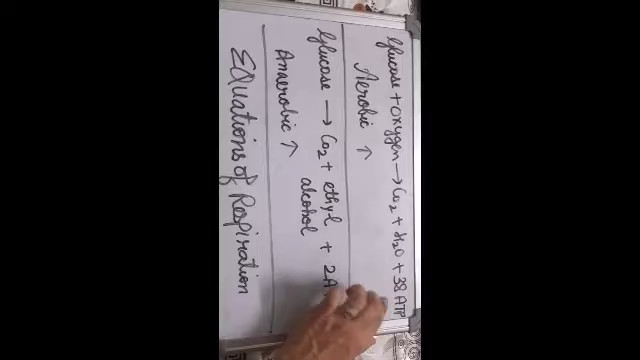 Glucose + Oxygen → Co2 + H2O + 38 ATP
Aerobic ↑
Glucose → Co2 + ethyl alcohol + 2A
Anaerobic ↑
EQuations of Respiration